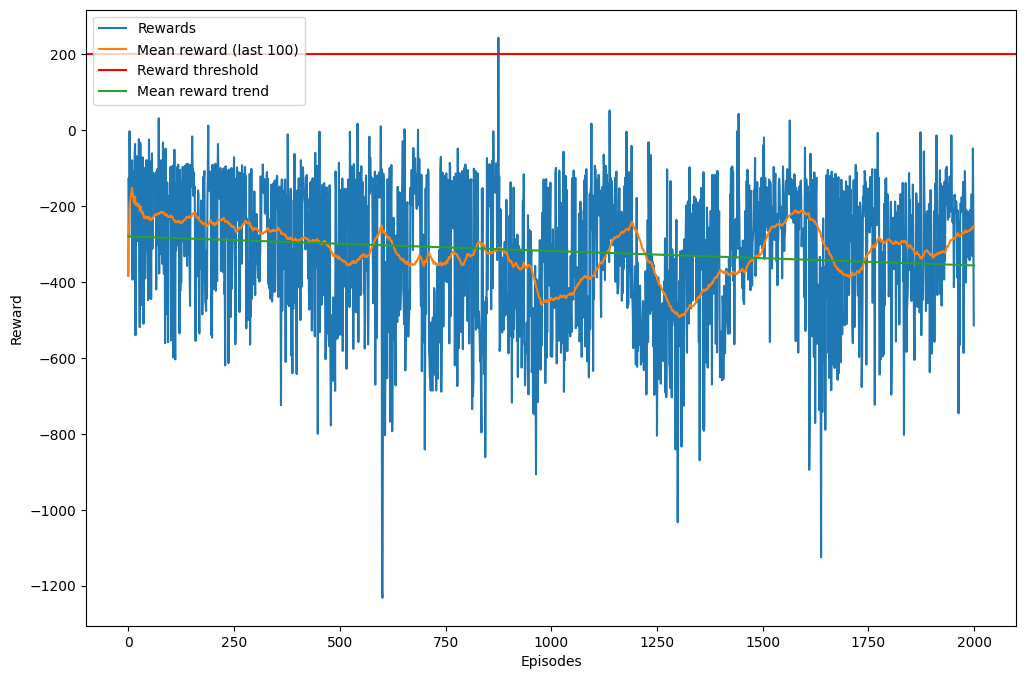 Rewards
Mean reward (last 100)
Reward threshold
Mean reward trend
200
0
−200
−400
−600
−800
−1000
−1200
Reward
0 250 500 750 1000 1250 1500 1750 2000
Episodes